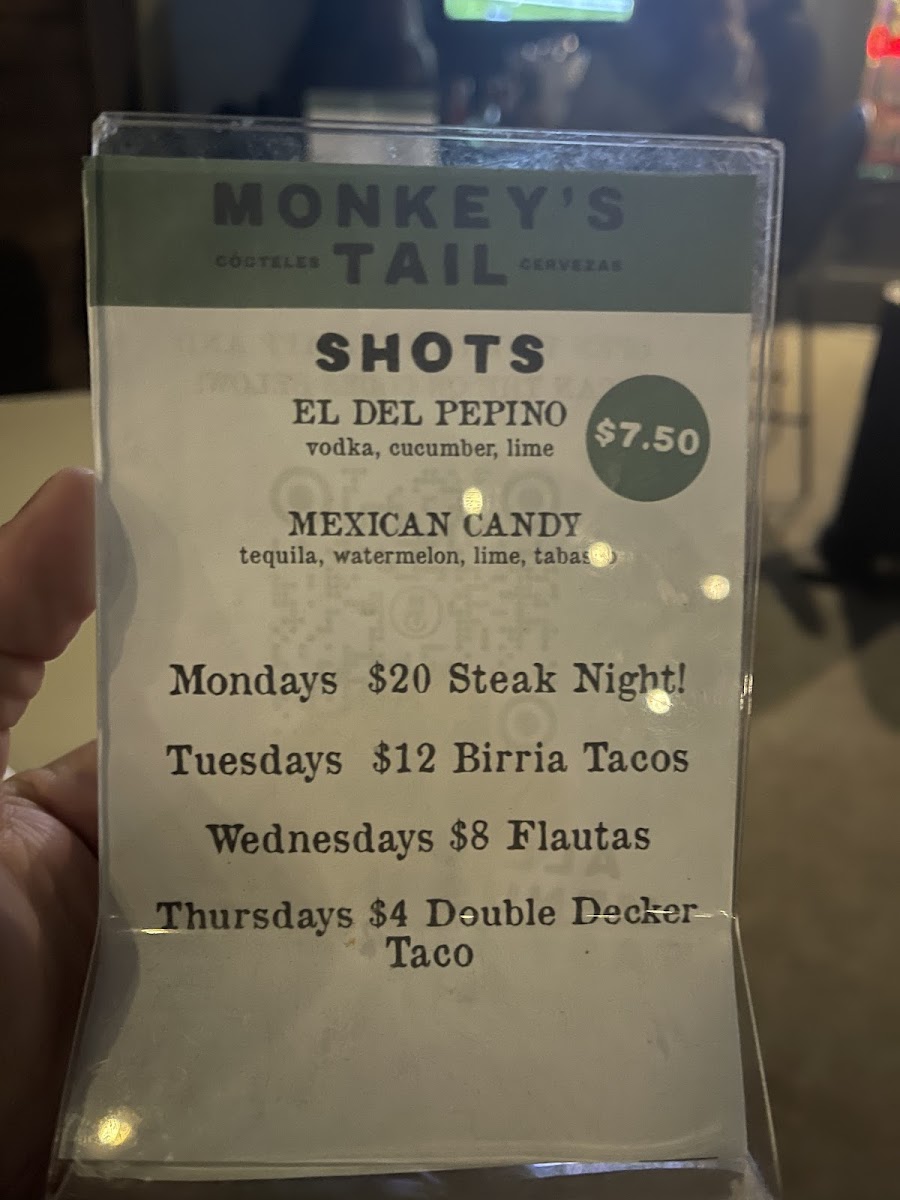 MONKEY'S
CÓCTELES TAIL CERVEZAS
SHOTS
EL DEL PEPINO
vodka, cucumber, lime
$7.50
MEXICAN CANDY
tequila, watermelon, lime, tabasco
Mondays $20 Steak Night!
Tuesdays $12 Birria Tacos
Wednesdays $8 Flautas
Thursdays $4 Double Decker
Taco